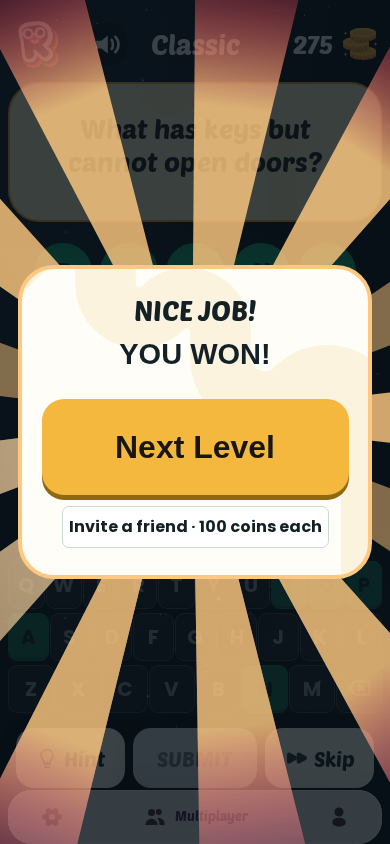 Classic
275
What has keys but
cannot open doors?
NICE JOB!
YOU WON!
Next Level
Invite a friend · 100 coins each
Q W E R T Y U P
A S D F G H J K L
Z X C V B N M
Hint
SUBMIT
Skip
Multiplayer